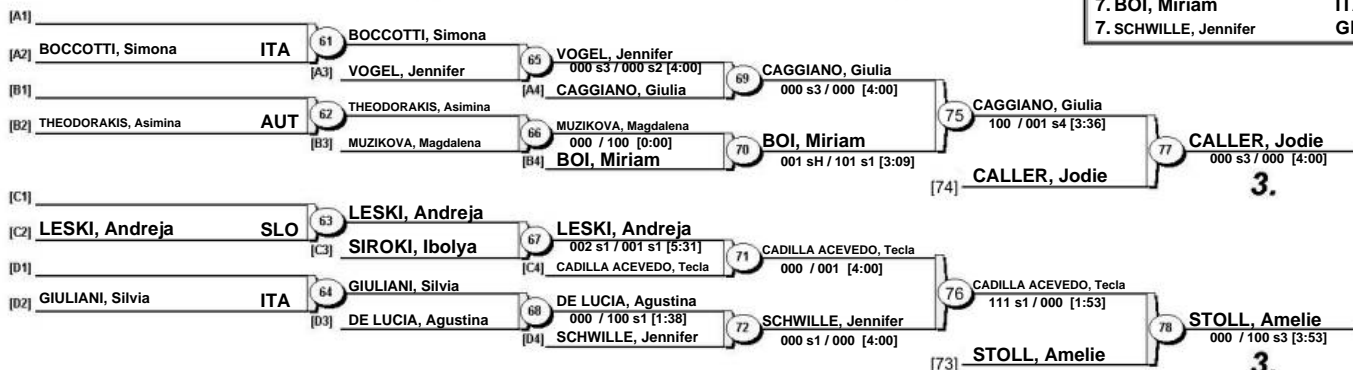 7. BOI, Miriam
7. SCHWILLE, Jennifer
[A1]
[A2] BOCCOTTI, Simona ITA
61
BOCCOTTI, Simona
[A3] VOGEL, Jennifer
65
VOGEL, Jennifer
000 s3 / 000 s2 [4:00]
[A4] CAGGIANO, Giulia
69
CAGGIANO, Giulia
000 s3 / 000 [4:00]
[B1]
[B2] THEODORAKIS, Asimina AUT
62
THEODORAKIS, Asimina
[B3] MUZIKOVA, Magdalena
66
MUZIKOVA, Magdalena
000 / 100 [0:00]
[B4] BOI, Miriam
70
BOI, Miriam
001 sH / 101 s1 [3:09]
75
CAGGIANO, Giulia
100 / 001 s4 [3:36]
[74] CALLER, Jodie
77
CALLER, Jodie
000 s3 / 000 [4:00]
3.
[C1]
[C2] LESKI, Andreja SLO
63
LESKI, Andreja
[C3] SIROKI, Ibolya
67
LESKI, Andreja
002 s1 / 001 s1 [5:31]
[C4] CADILLA ACEVEDO, Tecla
71
CADILLA ACEVEDO, Tecla
000 / 001 [4:00]
[D1]
[D2] GIULIANI, Silvia ITA
64
GIULIANI, Silvia
[D3] DE LUCIA, Agustina
68
DE LUCIA, Agustina
000 / 100 s1 [1:38]
[D4] SCHWILLE, Jennifer
72
SCHWILLE, Jennifer
000 s1 / 000 [4:00]
76
CADILLA ACEVEDO, Tecla
111 s1 / 000 [1:53]
[73] STOLL, Amelie
78
STOLL, Amelie
000 / 100 s3 [3:53]
3.